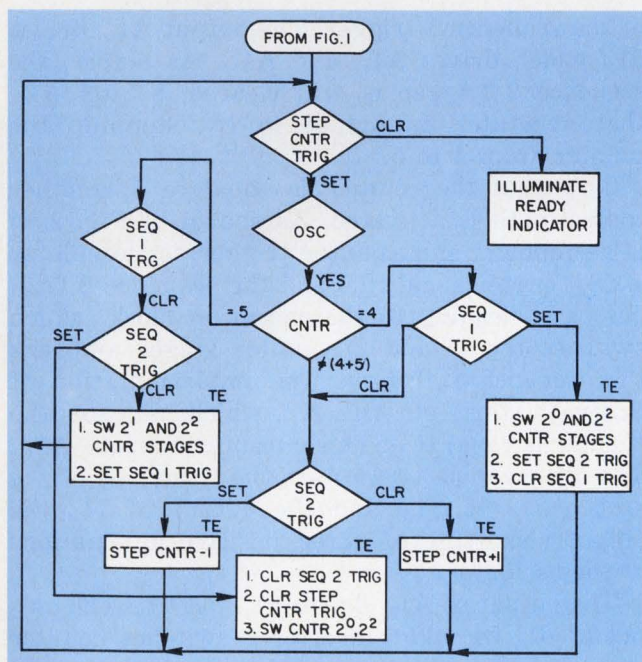 FROM FIG. 1
STEP
CNTR
TRIG
CLR
SET
ILLUMINATE
READY
INDICATOR
SEQ
1
TRG
OSC
YES
CLR
= 5
CNTR
= 4
SEQ
1
TRIG
SET
SET
SEQ
2
TRIG
≠(4+5)
CLR
CLR
TE
1. SW 2¹ AND 2²
CNTR STAGES
2. SET SEQ 1 TRIG
TE
1. SW 2⁰ AND 2²
CNTR STAGES
2. SET SEQ 2 TRIG
3. CLR SEQ 1 TRIG
SET
SEQ
2
TRIG
CLR
TE
STEP CNTR-1
TE
STEP CNTR+1
TE
1. CLR SEQ 2 TRIG
2. CLR STEP
CNTR TRIG
3. SW CNTR 2⁰, 2²